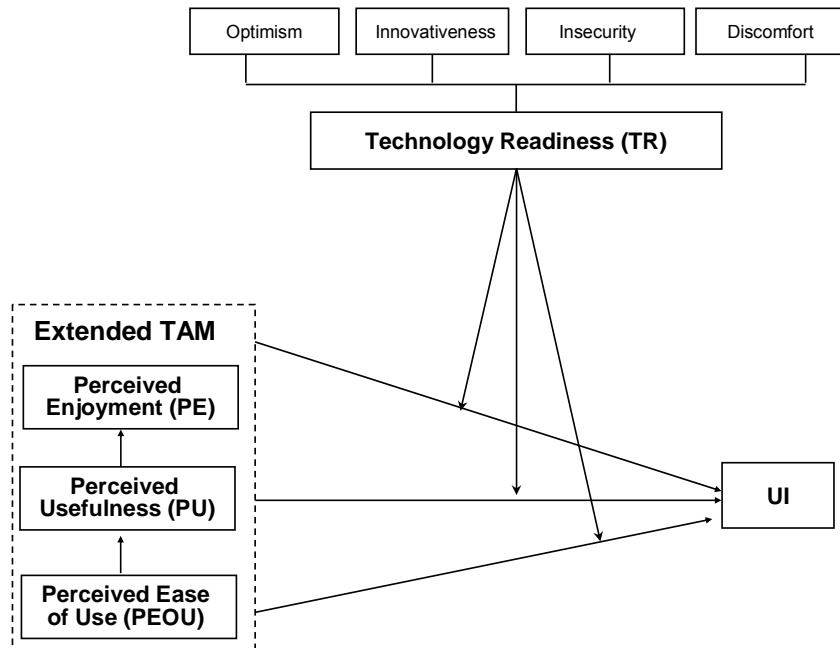 Optimism
Innovativeness
Insecurity
Discomfort
Technology Readiness (TR)
Extended TAM
Perceived
Enjoyment (PE)
Perceived
Usefulness (PU)
UI
Perceived Ease
of Use (PEOU)